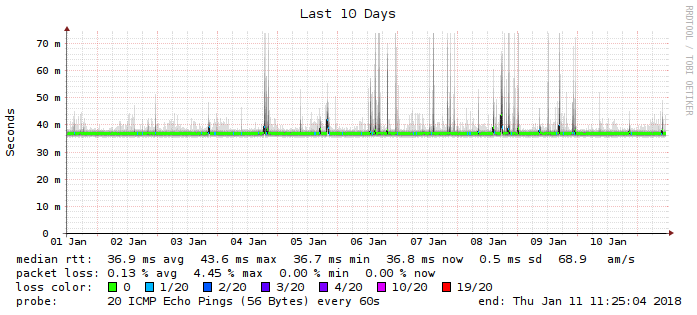 Last 10 Days
RRDTOOL / TOBI OETIKER
Seconds
70 m
60 m
50 m
40 m
30 m
20 m
10 m
0
01 Jan 02 Jan 03 Jan 04 Jan 05 Jan 06 Jan 07 Jan 08 Jan 09 Jan 10 Jan
median rtt: 36.9 ms avg 43.6 ms max 36.7 ms min 36.8 ms now 0.5 ms sd 68.9 am/s
packet loss: 0.13 % avg 4.45 % max 0.00 % min 0.00 % now
loss color: 0 1/20 2/20 3/20 4/20 10/20 19/20
probe: 20 ICMP Echo Pings (56 Bytes) every 60s end: Thu Jan 11 11:25:04 2018